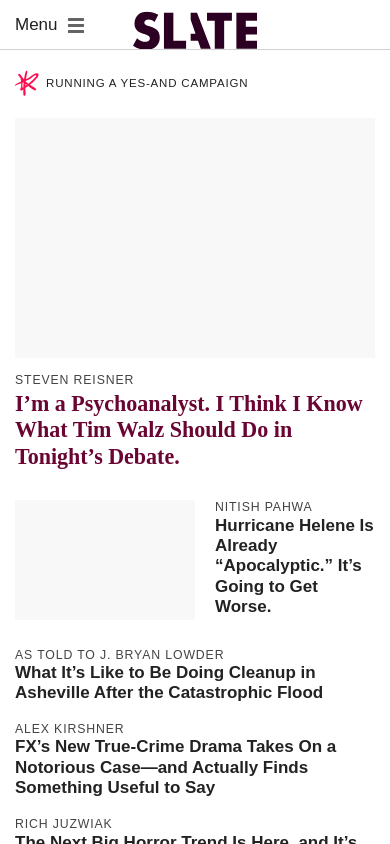 Menu
SLATE
RUNNING A YES-AND CAMPAIGN
STEVEN REISNER
I’m a Psychoanalyst. I Think I Know
What Tim Walz Should Do in
Tonight’s Debate.
NITISH PAHWA
Hurricane Helene Is
Already
“Apocalyptic.” It’s
Going to Get
Worse.
AS TOLD TO J. BRYAN LOWDER
What It’s Like to Be Doing Cleanup in
Asheville After the Catastrophic Flood
ALEX KIRSHNER
FX’s New True-Crime Drama Takes On a
Notorious Case—and Actually Finds
Something Useful to Say
RICH JUZWIAK
The Next Big Horror Trend Is Here, and It’s